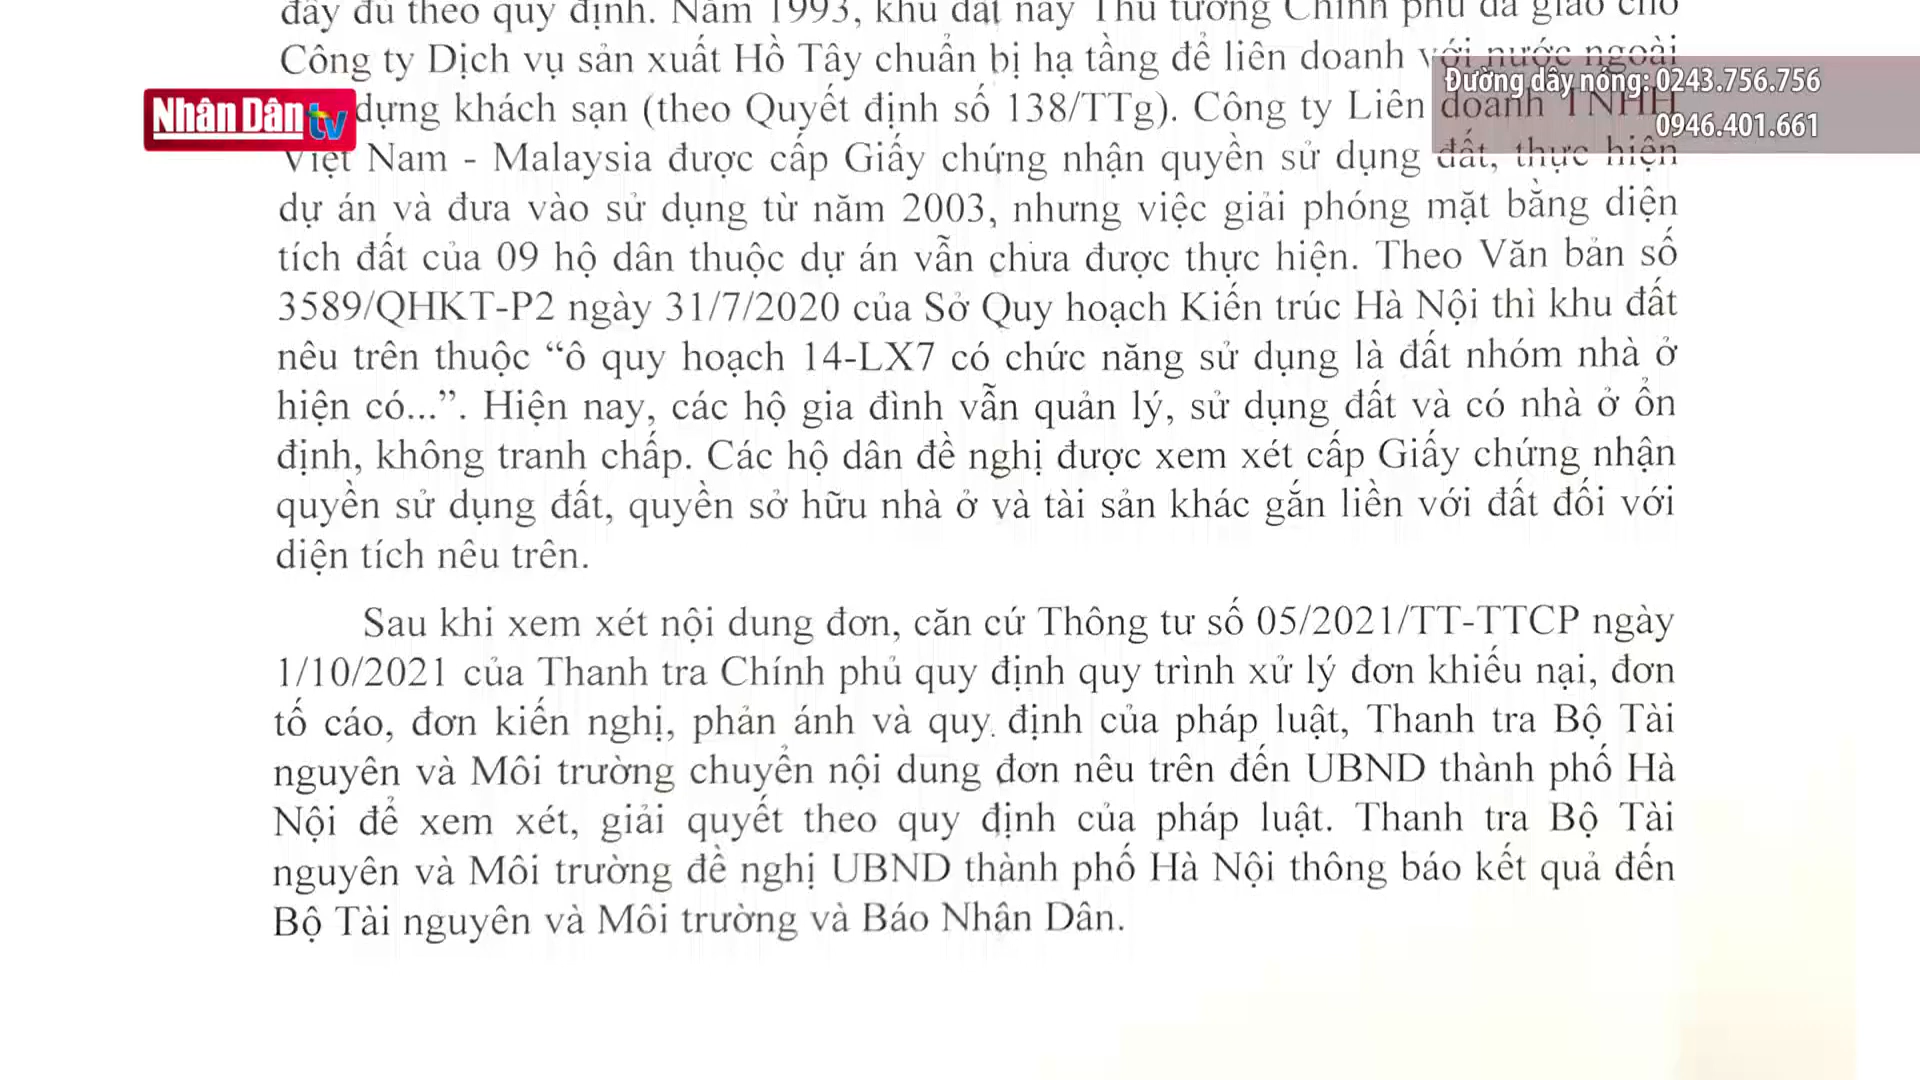 đầy đủ theo quy định. Năm 1993, khu đất này Thủ tướng Chính phủ đã giao cho
Công ty Dịch vụ sản xuất Hồ Tây chuẩn bị hạ tầng để liên doanh với nước ngoài
Đường dây nóng: 0243.756.756
0946.401.661
Nhân Dân tv
dựng khách sạn (theo Quyết định số 138/TTg). Công ty Liên doanh TNHH
Việt Nam - Malaysia được cấp Giấy chứng nhận quyền sử dụng đất, thực hiện
dự án và đưa vào sử dụng từ năm 2003, nhưng việc giải phóng mặt bằng diện
tích đất của 09 hộ dân thuộc dự án vẫn chưa được thực hiện. Theo Văn bản số
3589/QHKT-P2 ngày 31/7/2020 của Sở Quy hoạch Kiến trúc Hà Nội thì khu đất
nêu trên thuộc “ô quy hoạch 14-LX7 có chức năng sử dụng là đất nhóm nhà ở
hiện có...”. Hiện nay, các hộ gia đình vẫn quản lý, sử dụng đất và có nhà ở ổn
định, không tranh chấp. Các hộ dân đề nghị được xem xét cấp Giấy chứng nhận
quyền sử dụng đất, quyền sở hữu nhà ở và tài sản khác gắn liền với đất đối với
diện tích nêu trên.
Sau khi xem xét nội dung đơn, căn cứ Thông tư số 05/2021/TT-TTCP ngày
1/10/2021 của Thanh tra Chính phủ quy định quy trình xử lý đơn khiếu nại, đơn
tố cáo, đơn kiến nghị, phản ánh và quy định của pháp luật, Thanh tra Bộ Tài
nguyên và Môi trường chuyển nội dung đơn nêu trên đến UBND thành phố Hà
Nội để xem xét, giải quyết theo quy định của pháp luật. Thanh tra Bộ Tài
nguyên và Môi trường đề nghị UBND thành phố Hà Nội thông báo kết quả đến
Bộ Tài nguyên và Môi trường và Báo Nhân Dân.